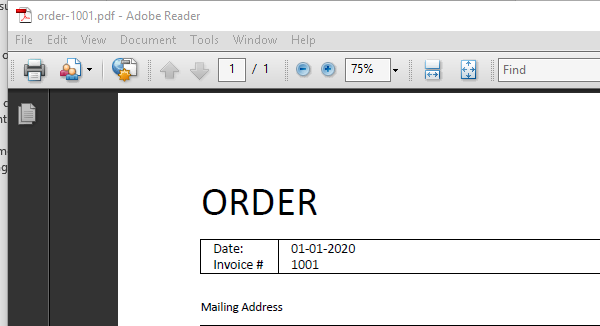 order-1001.pdf - Adobe Reader
File Edit View Document Tools Window Help
1 / 1 75% Find
ORDER
Date: 01-01-2020
Invoice # 1001
Mailing Address